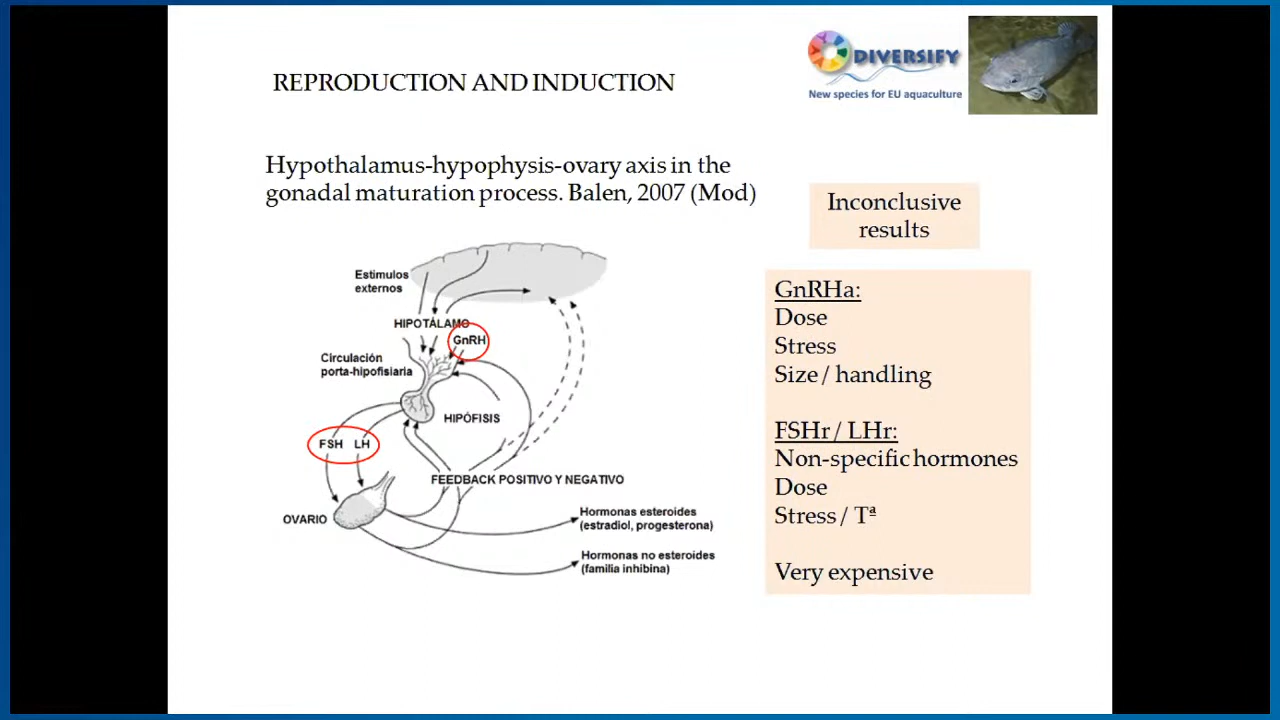 REPRODUCTION AND INDUCTION
DIVERSIFY
New species for EU aquaculture
Hypothalamus-hypophysis-ovary axis in the
gonadal maturation process. Balen, 2007 (Mod)
Inconclusive
results
Estimulos
externos
HIPOTÁLAMO
GnRH
Circulación
porta-hipofisiaria
HIPÓFISIS
FSH LH
FEEDBACK POSITIVO Y NEGATIVO
OVARIO
Hormonas esteroides
(estradiol, progesterona)
Hormonas no esteroides
(familia inhibina)
GnRHa:
Dose
Stress
Size / handling
FSHr / LHr:
Non-specific hormones
Dose
Stress / Tª
Very expensive